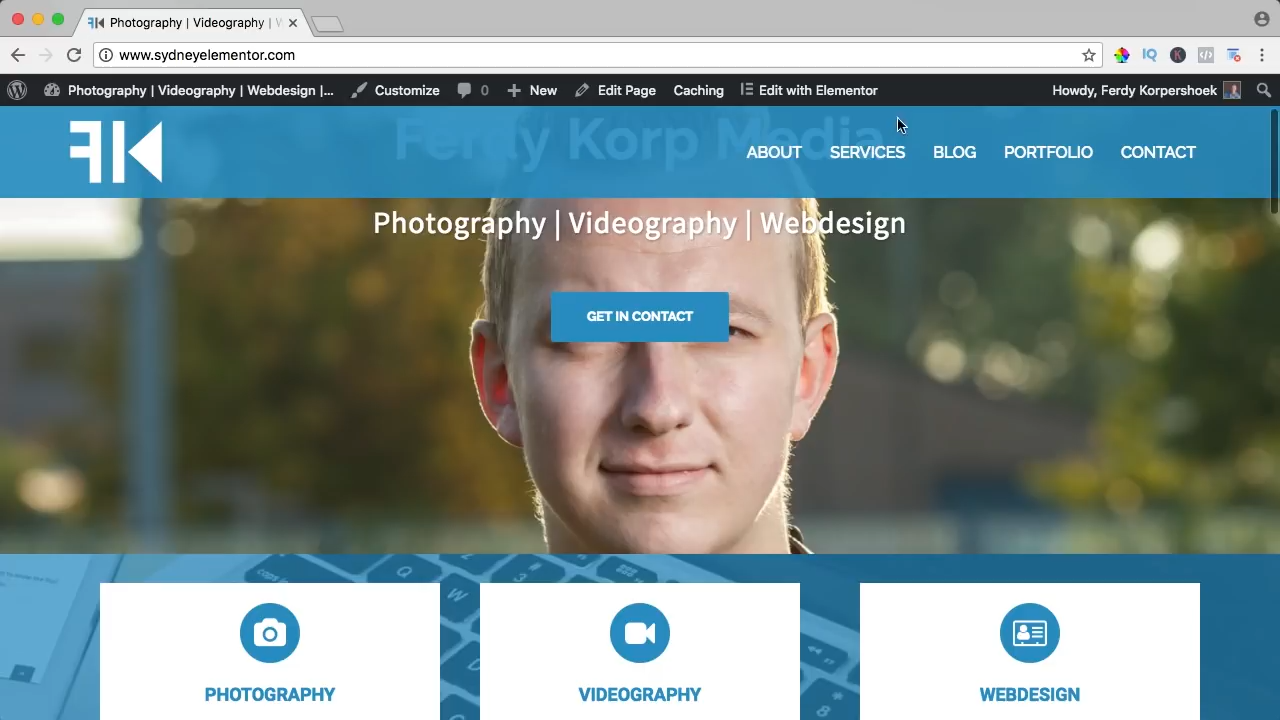 Photography | Videography |
www.sydneyelementor.com
Photography | Videography | Webdesign |... Customize 0 New Edit Page Caching Edit with Elementor Howdy, Ferdy Korpershoek
Ferdy Korp Media
FK ABOUT SERVICES BLOG PORTFOLIO CONTACT
Photography | Videography | Webdesign
GET IN CONTACT
PHOTOGRAPHY VIDEOGRAPHY WEBDESIGN